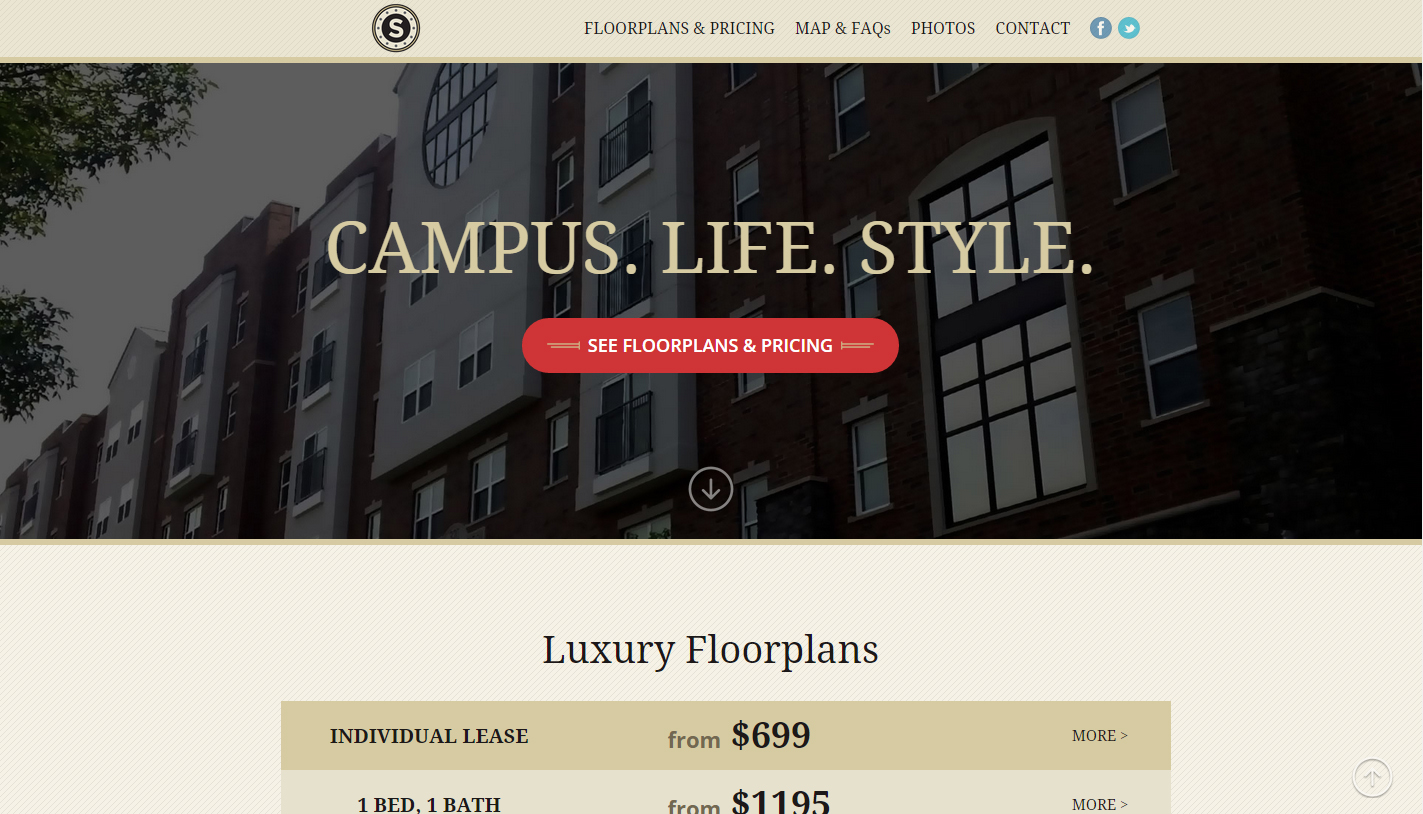 S
FLOORPLANS & PRICING MAP & FAQs PHOTOS CONTACT
CAMPUS. LIFE. STYLE.
SEE FLOORPLANS & PRICING
Luxury Floorplans
INDIVIDUAL LEASE from $699 MORE >
1 BED, 1 BATH from $1195 MORE >